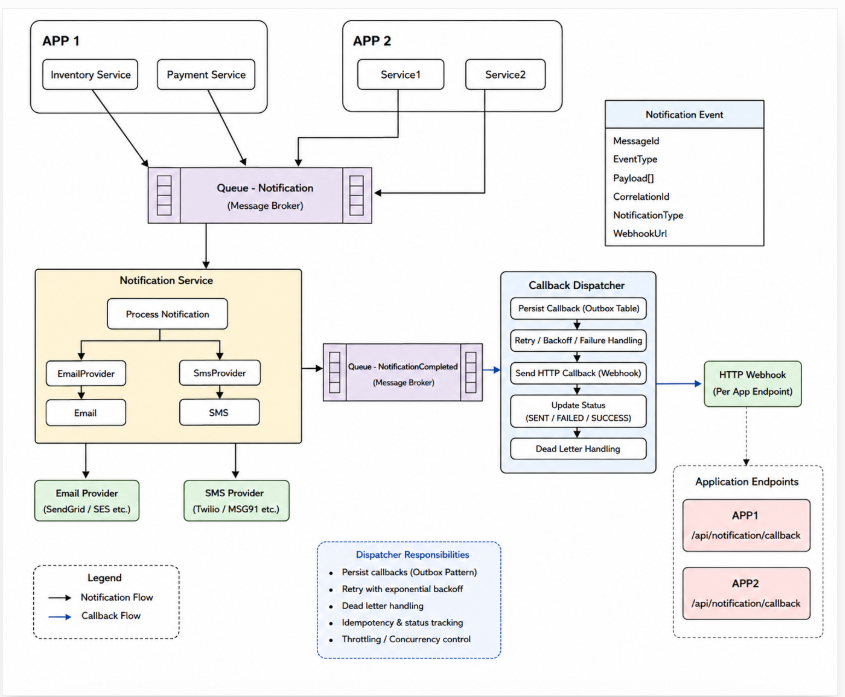 APP 1
Inventory Service
Payment Service
APP 2
Service1
Service2
Notification Event
MessageId
EventType
Payload[]
CorrelationId
NotificationType
WebhookUrl
Queue - Notification
(Message Broker)
Notification Service
Process Notification
EmailProvider
SmsProvider
Email
SMS
Queue - NotificationCompleted
(Message Broker)
Callback Dispatcher
Persist Callback (Outbox Table)
Retry / Backoff / Failure Handling
Send HTTP Callback (Webhook)
Update Status
(SENT / FAILED / SUCCESS)
Dead Letter Handling
HTTP Webhook
(Per App Endpoint)
Email Provider
(SendGrid / SES etc.)
SMS Provider
(Twilio / MSG91 etc.)
Application Endpoints
APP1
/api/notification/callback
APP2
/api/notification/callback
Legend
Notification Flow
Callback Flow
Dispatcher Responsibilities
• Persist callbacks (Outbox Pattern)
• Retry with exponential backoff
• Dead letter handling
• Idempotency & status tracking
• Throttling / Concurrency control